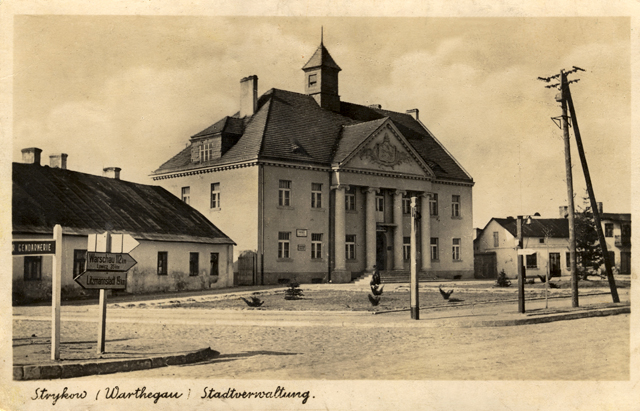 GENDARMERIE
Warschau
Litzmannstadt
Strykow (Warthegau) Stadtverwaltung.